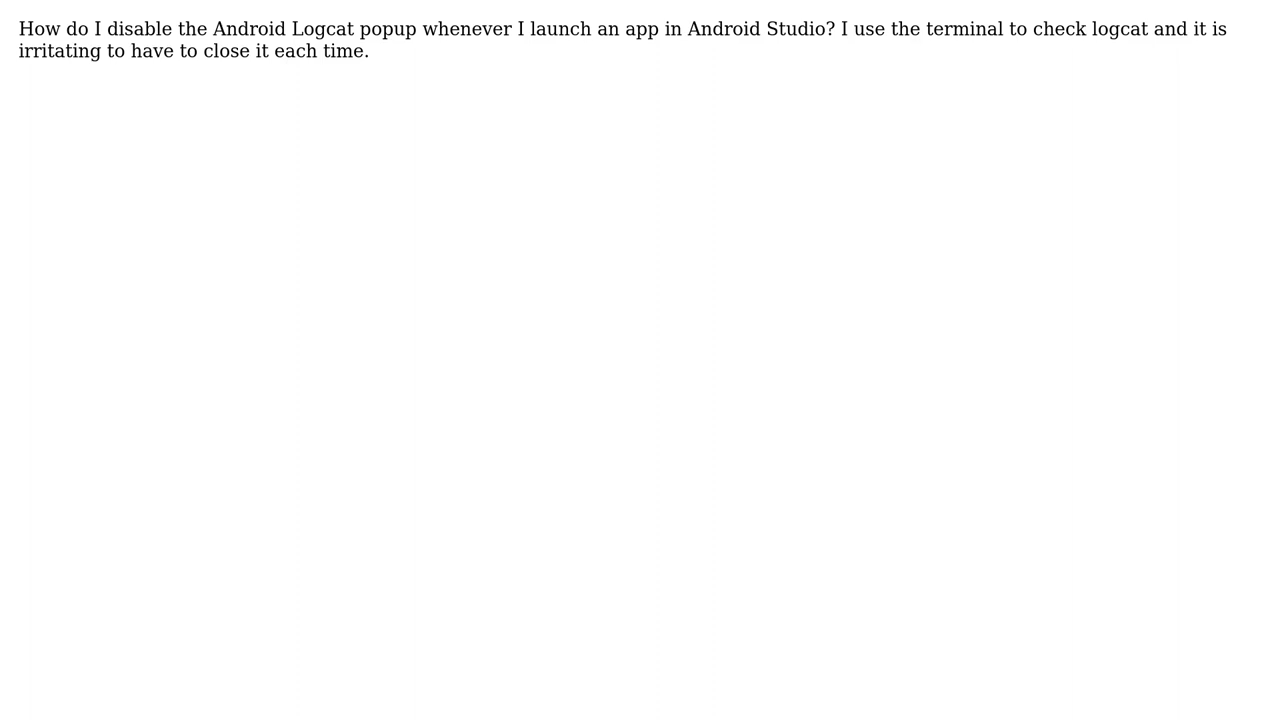 How do I disable the Android Logcat popup whenever I launch an app in Android Studio? I use the terminal to check logcat and it is
irritating to have to close it each time.